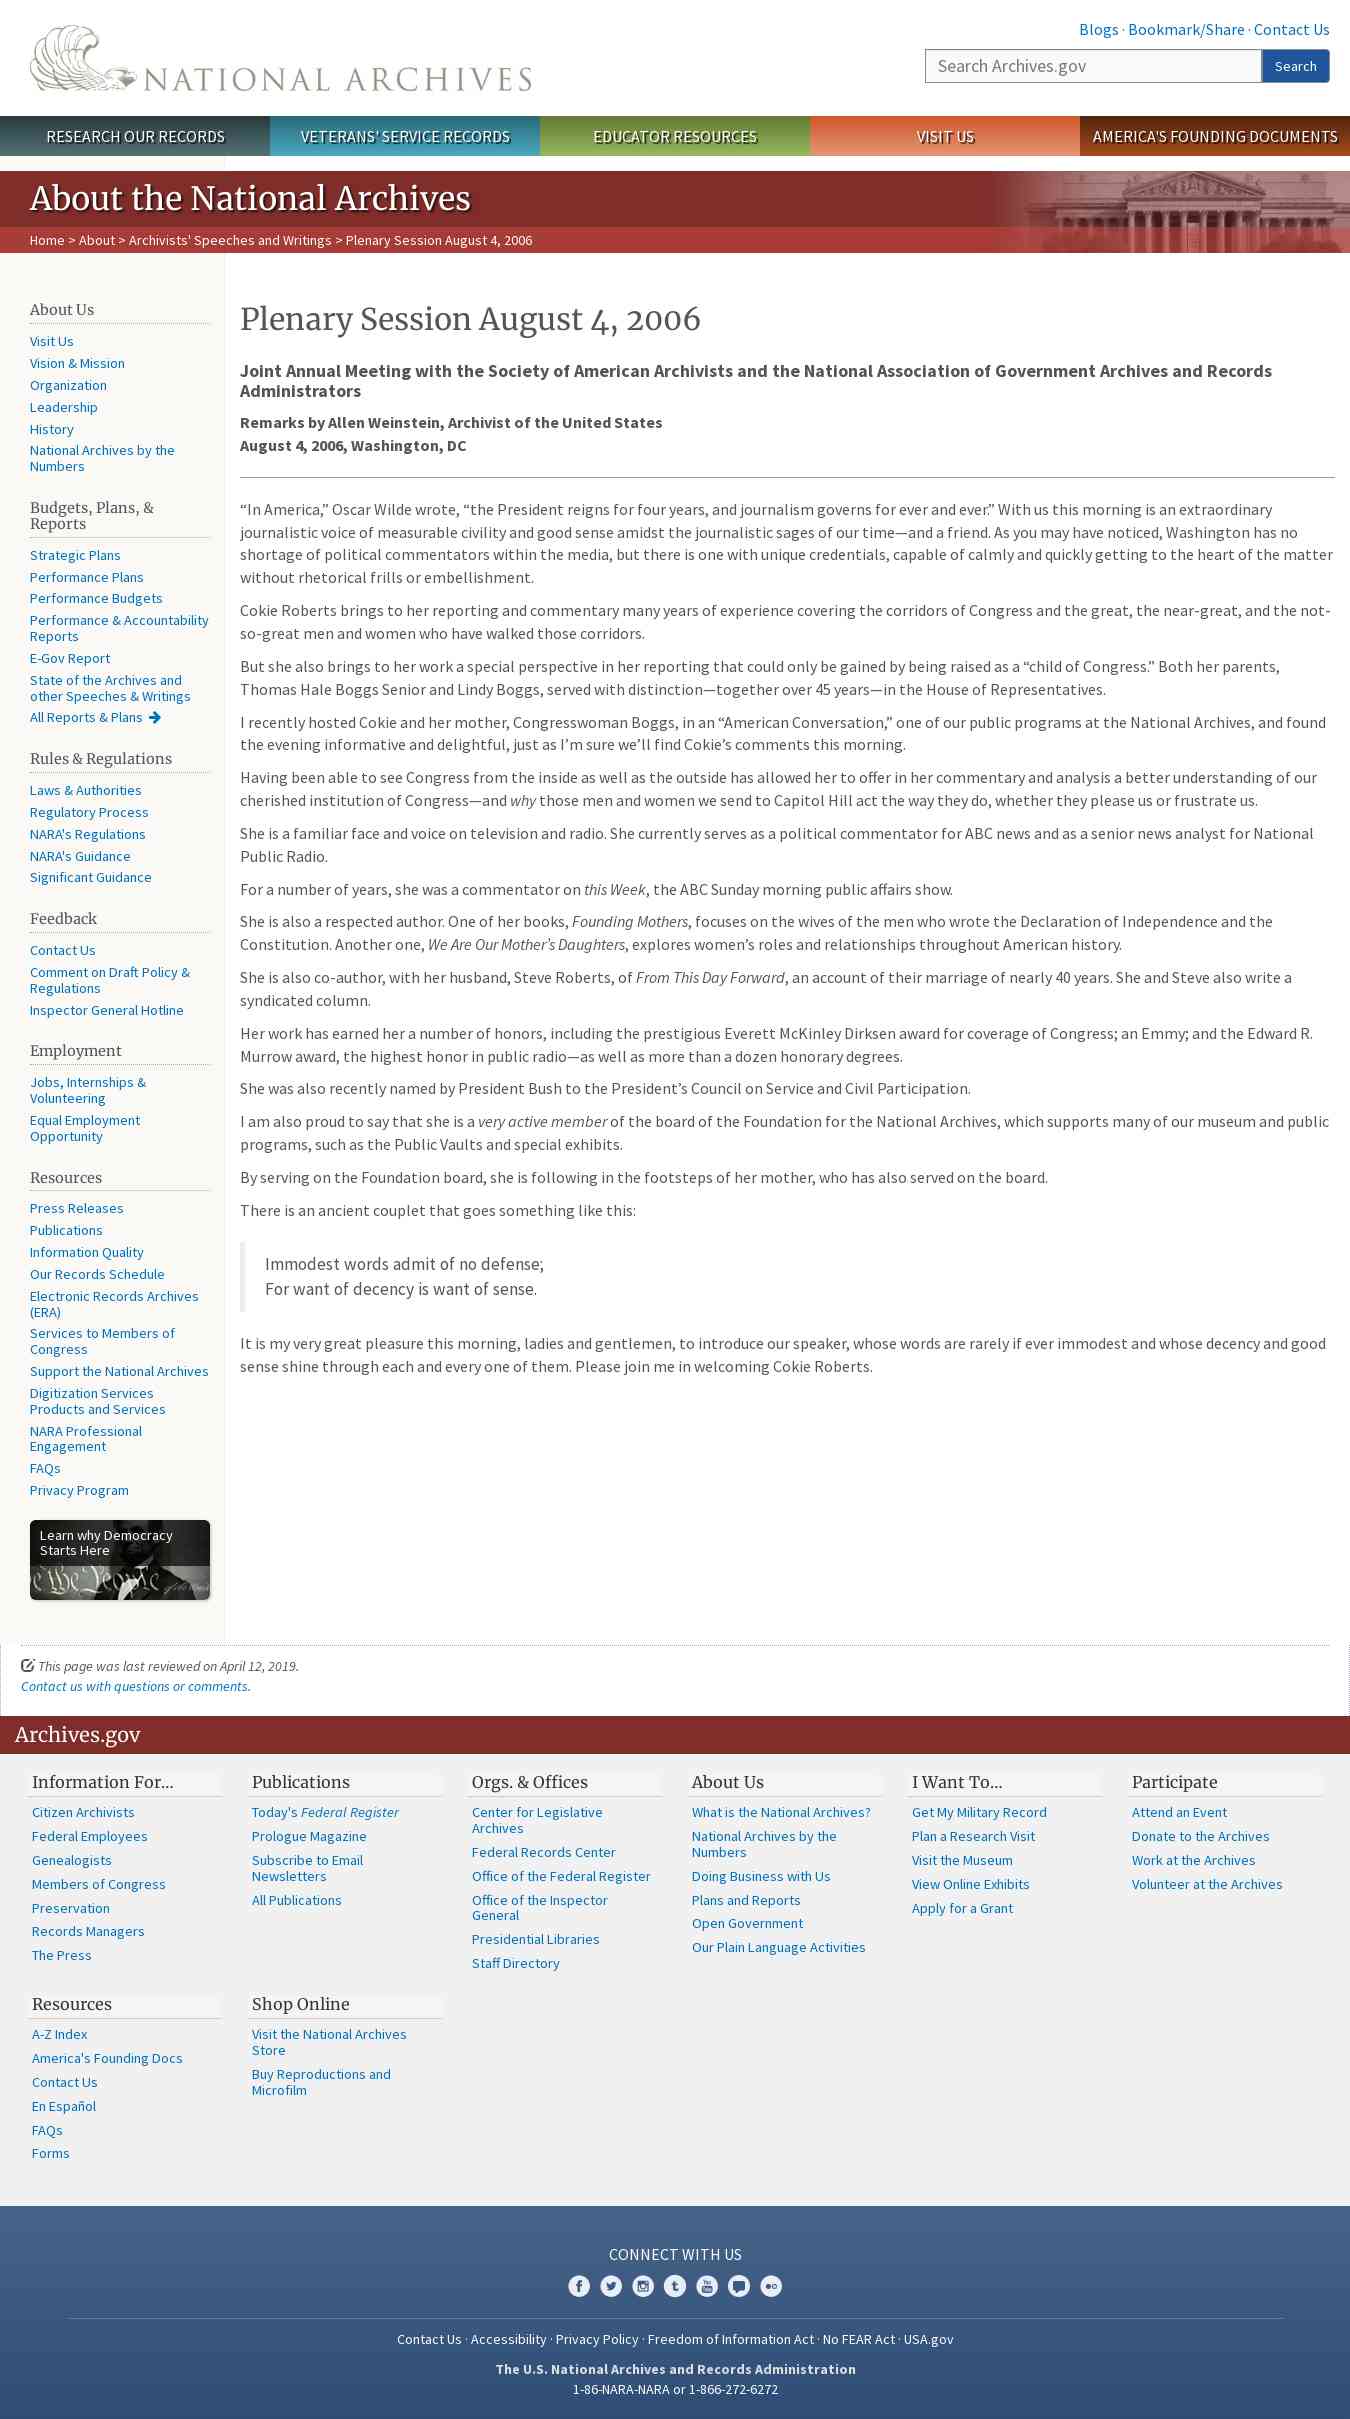 Blogs · Bookmark/Share · Contact Us
NATIONAL ARCHIVES
Search Archives.gov
Search
RESEARCH OUR RECORDS
VETERANS' SERVICE RECORDS
EDUCATOR RESOURCES
VISIT US
AMERICA'S FOUNDING DOCUMENTS
About the National Archives
Home > About > Archivists' Speeches and Writings > Plenary Session August 4, 2006
About Us
Visit Us
Vision & Mission
Organization
Leadership
History
National Archives by the
Numbers
Budgets, Plans, &
Reports
Strategic Plans
Performance Plans
Performance Budgets
Performance & Accountability
Reports
E-Gov Report
State of the Archives and
other Speeches & Writings
All Reports & Plans
Rules & Regulations
Laws & Authorities
Regulatory Process
NARA's Regulations
NARA's Guidance
Significant Guidance
Feedback
Contact Us
Comment on Draft Policy &
Regulations
Inspector General Hotline
Employment
Jobs, Internships &
Volunteering
Equal Employment
Opportunity
Resources
Press Releases
Publications
Information Quality
Our Records Schedule
Electronic Records Archives
(ERA)
Services to Members of
Congress
Support the National Archives
Digitization Services
Products and Services
NARA Professional
Engagement
FAQs
Privacy Program
Learn why Democracy
Starts Here
We the People
Plenary Session August 4, 2006
Joint Annual Meeting with the Society of American Archivists and the National Association of Government Archives and Records
Administrators
Remarks by Allen Weinstein, Archivist of the United States
August 4, 2006, Washington, DC
“In America,” Oscar Wilde wrote, “the President reigns for four years, and journalism governs for ever and ever.” With us this morning is an extraordinary
journalistic voice of measurable civility and good sense amidst the journalistic sages of our time—and a friend. As you may have noticed, Washington has no
shortage of political commentators within the media, but there is one with unique credentials, capable of calmly and quickly getting to the heart of the matter
without rhetorical frills or embellishment.
Cokie Roberts brings to her reporting and commentary many years of experience covering the corridors of Congress and the great, the near-great, and the not-
so-great men and women who have walked those corridors.
But she also brings to her work a special perspective in her reporting that could only be gained by being raised as a “child of Congress.” Both her parents,
Thomas Hale Boggs Senior and Lindy Boggs, served with distinction—together over 45 years—in the House of Representatives.
I recently hosted Cokie and her mother, Congresswoman Boggs, in an “American Conversation,” one of our public programs at the National Archives, and found
the evening informative and delightful, just as I’m sure we’ll find Cokie’s comments this morning.
Having been able to see Congress from the inside as well as the outside has allowed her to offer in her commentary and analysis a better understanding of our
cherished institution of Congress—and why those men and women we send to Capitol Hill act the way they do, whether they please us or frustrate us.
She is a familiar face and voice on television and radio. She currently serves as a political commentator for ABC news and as a senior news analyst for National
Public Radio.
For a number of years, she was a commentator on this Week, the ABC Sunday morning public affairs show.
She is also a respected author. One of her books, Founding Mothers, focuses on the wives of the men who wrote the Declaration of Independence and the
Constitution. Another one, We Are Our Mother’s Daughters, explores women’s roles and relationships throughout American history.
She is also co-author, with her husband, Steve Roberts, of From This Day Forward, an account of their marriage of nearly 40 years. She and Steve also write a
syndicated column.
Her work has earned her a number of honors, including the prestigious Everett McKinley Dirksen award for coverage of Congress; an Emmy; and the Edward R.
Murrow award, the highest honor in public radio—as well as more than a dozen honorary degrees.
She was also recently named by President Bush to the President’s Council on Service and Civil Participation.
I am also proud to say that she is a very active member of the board of the Foundation for the National Archives, which supports many of our museum and public
programs, such as the Public Vaults and special exhibits.
By serving on the Foundation board, she is following in the footsteps of her mother, who has also served on the board.
There is an ancient couplet that goes something like this:
Immodest words admit of no defense;
For want of decency is want of sense.
It is my very great pleasure this morning, ladies and gentlemen, to introduce our speaker, whose words are rarely if ever immodest and whose decency and good
sense shine through each and every one of them. Please join me in welcoming Cokie Roberts.
This page was last reviewed on April 12, 2019.
Contact us with questions or comments.
Archives.gov
Information For…
Citizen Archivists
Federal Employees
Genealogists
Members of Congress
Preservation
Records Managers
The Press
Publications
Today's Federal Register
Prologue Magazine
Subscribe to Email
Newsletters
All Publications
Orgs. & Offices
Center for Legislative
Archives
Federal Records Center
Office of the Federal Register
Office of the Inspector
General
Presidential Libraries
Staff Directory
About Us
What is the National Archives?
National Archives by the
Numbers
Doing Business with Us
Plans and Reports
Open Government
Our Plain Language Activities
I Want To…
Get My Military Record
Plan a Research Visit
Visit the Museum
View Online Exhibits
Apply for a Grant
Participate
Attend an Event
Donate to the Archives
Work at the Archives
Volunteer at the Archives
Resources
A-Z Index
America's Founding Docs
Contact Us
En Español
FAQs
Forms
Shop Online
Visit the National Archives
Store
Buy Reproductions and
Microfilm
CONNECT WITH US
Contact Us · Accessibility · Privacy Policy · Freedom of Information Act · No FEAR Act · USA.gov
The U.S. National Archives and Records Administration
1-86-NARA-NARA or 1-866-272-6272